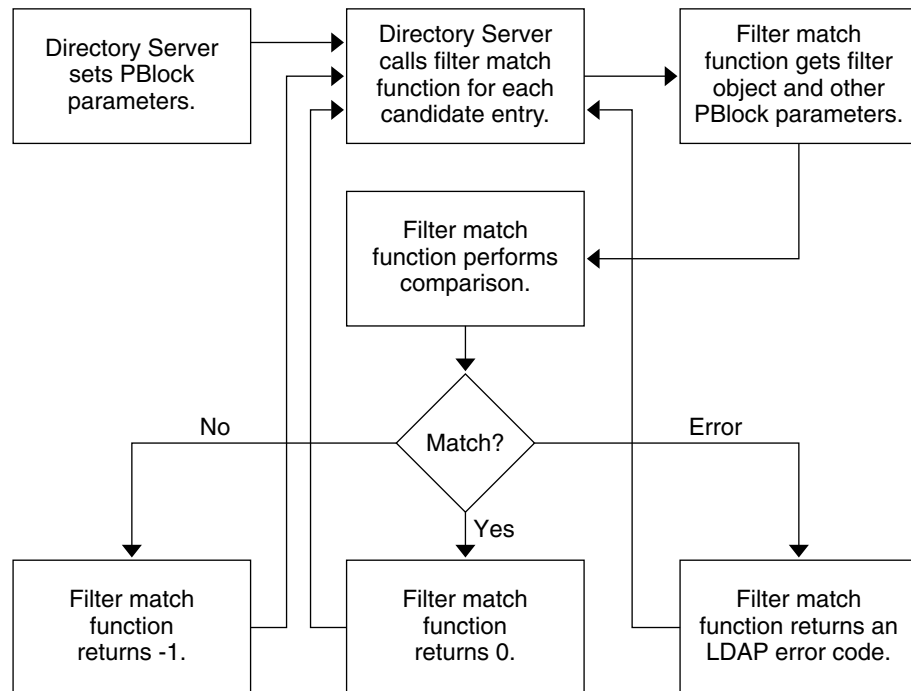 Directory Server
sets PBlock
parameters.
Directory Server
calls filter match
function for each
candidate entry.
Filter match
function gets filter
object and other
PBlock parameters.
Filter match
function performs
comparison.
Match?
No
Error
Yes
Filter match
function
returns -1.
Filter match
function
returns 0.
Filter match
function returns an
LDAP error code.